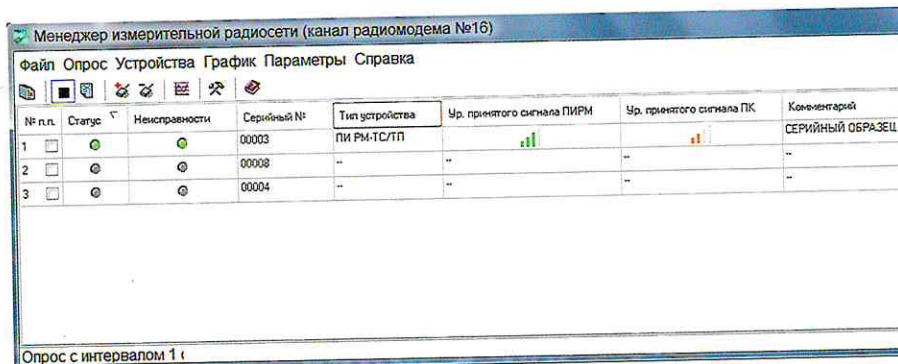 Менеджер измерительной радиосети (канал радиомодема №16)
Файл Опрос Устройства График Параметры Справка
№ п.п. Статус Неисправности Серийный № Тип устройства Ур. принятого сигнала ПИРМ Ур. принятого сигнала ПК Комментарий
1 00003 ПИ РМ-ТС/ТП СЕРИЙНЫЙ ОБРАЗЕЦ
2 00008 -- -- -- --
3 00004 -- -- -- --
Опрос с интервалом 1